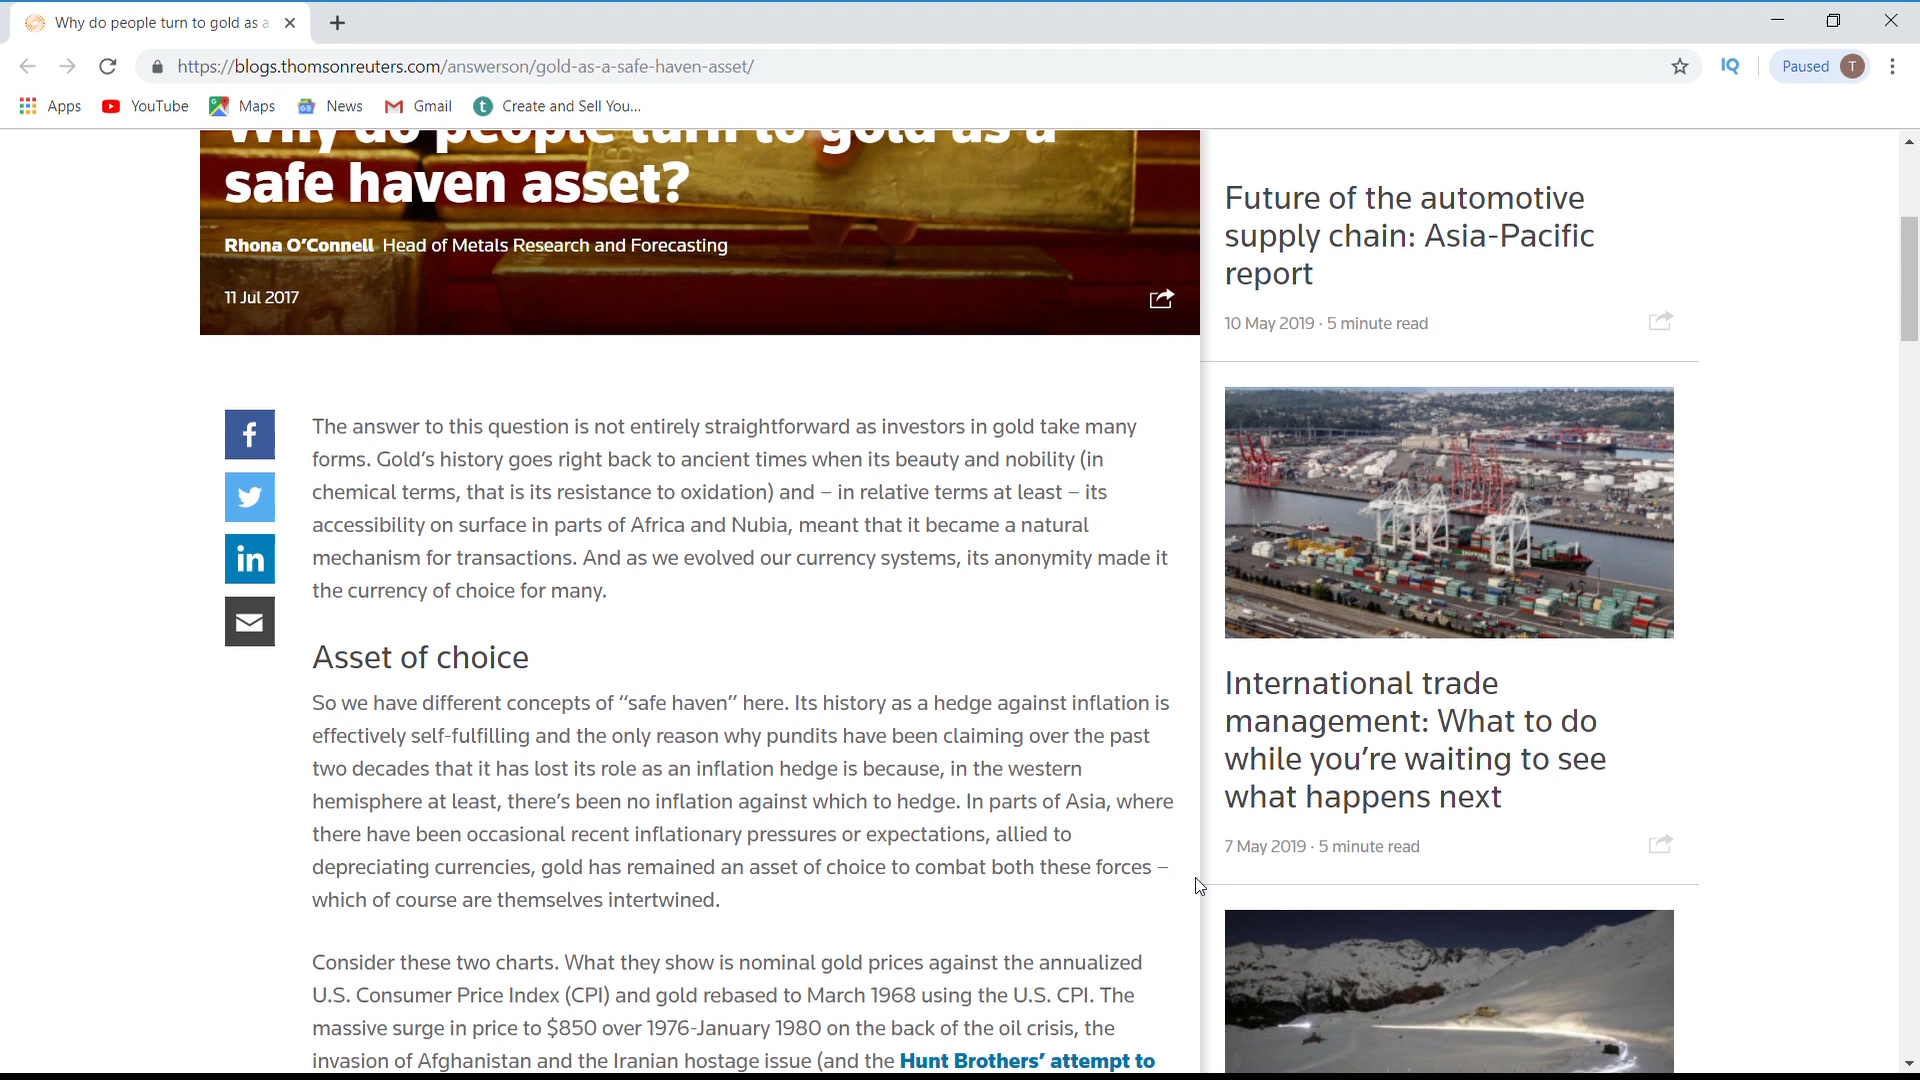 Why do people turn to gold as a
https://blogs.thomsonreuters.com/answerson/gold-as-a-safe-haven-asset/
IQ
Paused T
Apps YouTube Maps News Gmail Create and Sell You...
Why do people turn to gold as a
safe haven asset?
Rhona O'Connell Head of Metals Research and Forecasting
11 Jul 2017
The answer to this question is not entirely straightforward as investors in gold take many
forms. Gold's history goes right back to ancient times when its beauty and nobility (in
chemical terms, that is its resistance to oxidation) and – in relative terms at least – its
accessibility on surface in parts of Africa and Nubia, meant that it became a natural
mechanism for transactions. And as we evolved our currency systems, its anonymity made it
the currency of choice for many.
Asset of choice
So we have different concepts of "safe haven" here. Its history as a hedge against inflation is
effectively self-fulfilling and the only reason why pundits have been claiming over the past
two decades that it has lost its role as an inflation hedge is because, in the western
hemisphere at least, there's been no inflation against which to hedge. In parts of Asia, where
there have been occasional recent inflationary pressures or expectations, allied to
depreciating currencies, gold has remained an asset of choice to combat both these forces –
which of course are themselves intertwined.
Consider these two charts. What they show is nominal gold prices against the annualized
U.S. Consumer Price Index (CPI) and gold rebased to March 1968 using the U.S. CPI. The
massive surge in price to $850 over 1976-January 1980 on the back of the oil crisis, the
invasion of Afghanistan and the Iranian hostage issue (and the Hunt Brothers' attempt to
Future of the automotive
supply chain: Asia-Pacific
report
10 May 2019 · 5 minute read
International trade
management: What to do
while you're waiting to see
what happens next
7 May 2019 · 5 minute read